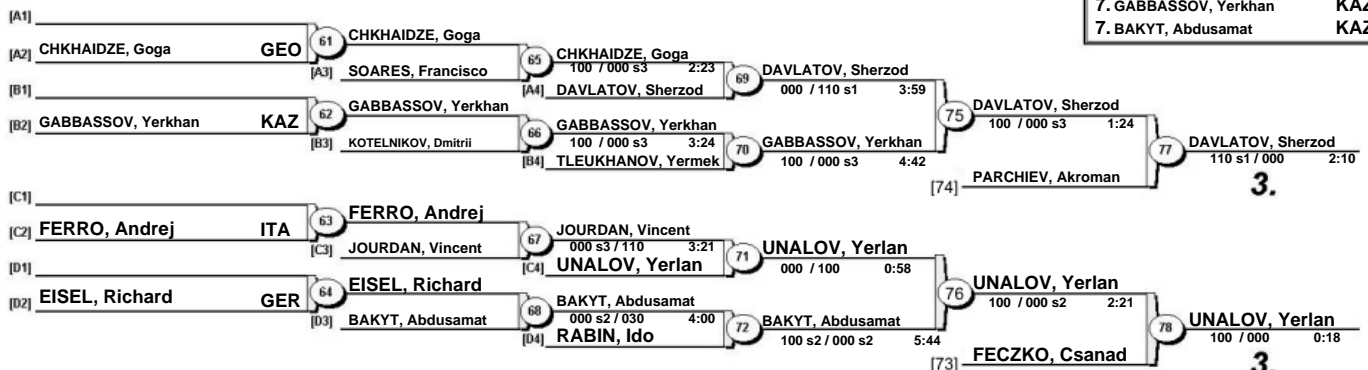 7. GABBASSOV, Yerkhan KAZ
7. BAKYT, Abdusamat KAZ
[A1]
[A2] CHKHAIDZE, Goga GEO 61 CHKHAIDZE, Goga
[A3] SOARES, Francisco 65 CHKHAIDZE, Goga
100 / 000 s3 2:23
[A4] DAVLATOV, Sherzod 69 DAVLATOV, Sherzod
000 / 110 s1 3:59
[B1]
[B2] GABBASSOV, Yerkhan KAZ 62 GABBASSOV, Yerkhan
[B3] KOTELNIKOV, Dmitrii 66 GABBASSOV, Yerkhan
100 / 000 s3 3:24
[B4] TLEUKHANOV, Yermek 70 GABBASSOV, Yerkhan
100 / 000 s3 4:42
75 DAVLATOV, Sherzod
100 / 000 s3 1:24
[74] PARCHIEV, Akroman 77 DAVLATOV, Sherzod
110 s1 / 000 2:10
3.
[C1]
[C2] FERRO, Andrej ITA 63 FERRO, Andrej
[C3] JOURDAN, Vincent 67 JOURDAN, Vincent
000 s3 / 110 3:21
[C4] UNALOV, Yerlan 71 UNALOV, Yerlan
000 / 100 0:58
[D1]
[D2] EISEL, Richard GER 64 EISEL, Richard
[D3] BAKYT, Abdusamat 68 BAKYT, Abdusamat
000 s2 / 030 4:00
[D4] RABIN, Ido 72 BAKYT, Abdusamat
100 s2 / 000 s2 5:44
76 UNALOV, Yerlan
100 / 000 s2 2:21
[73] FECZKO, Csanad 78 UNALOV, Yerlan
100 / 000 0:18
3.